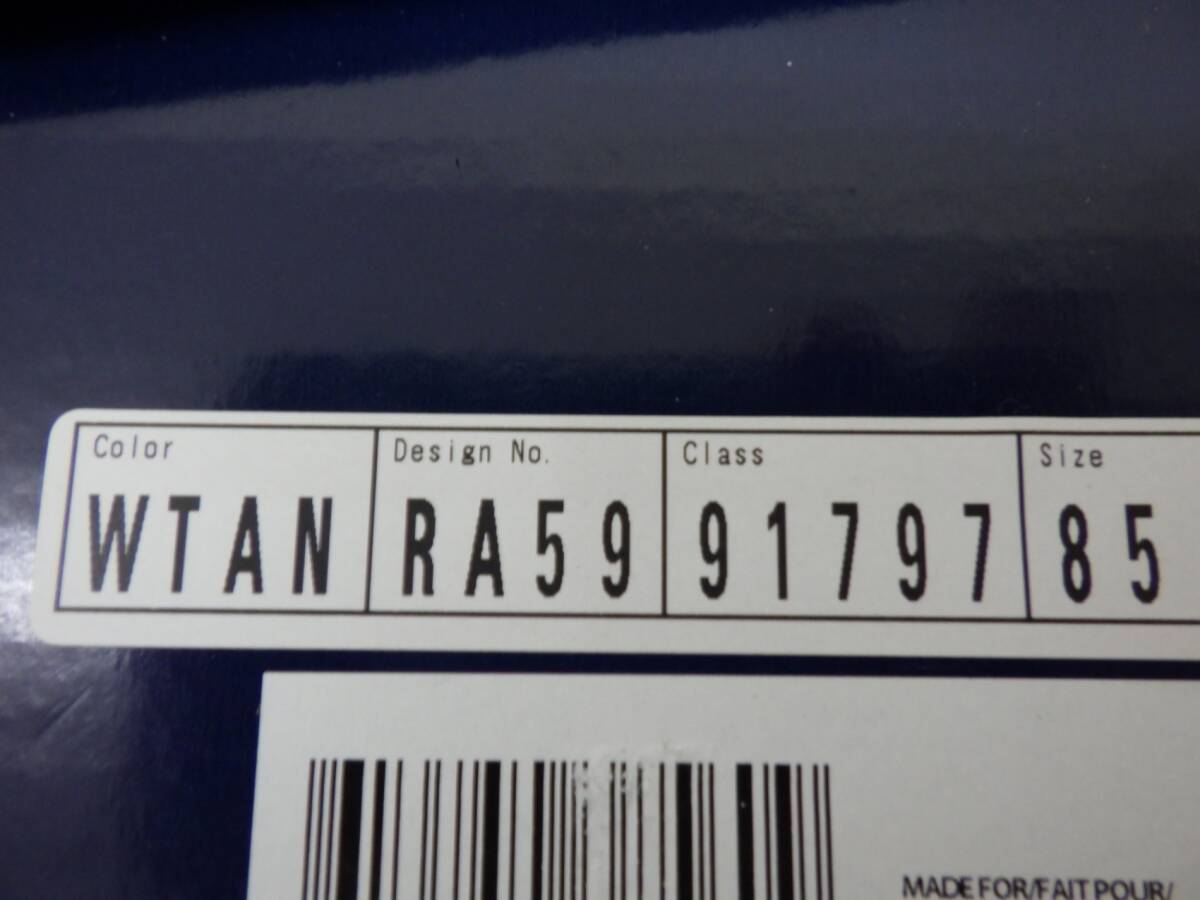 Color Design No. Class Size
WTAN RA59 91797 85
MADE FOR/FAIT POUR/